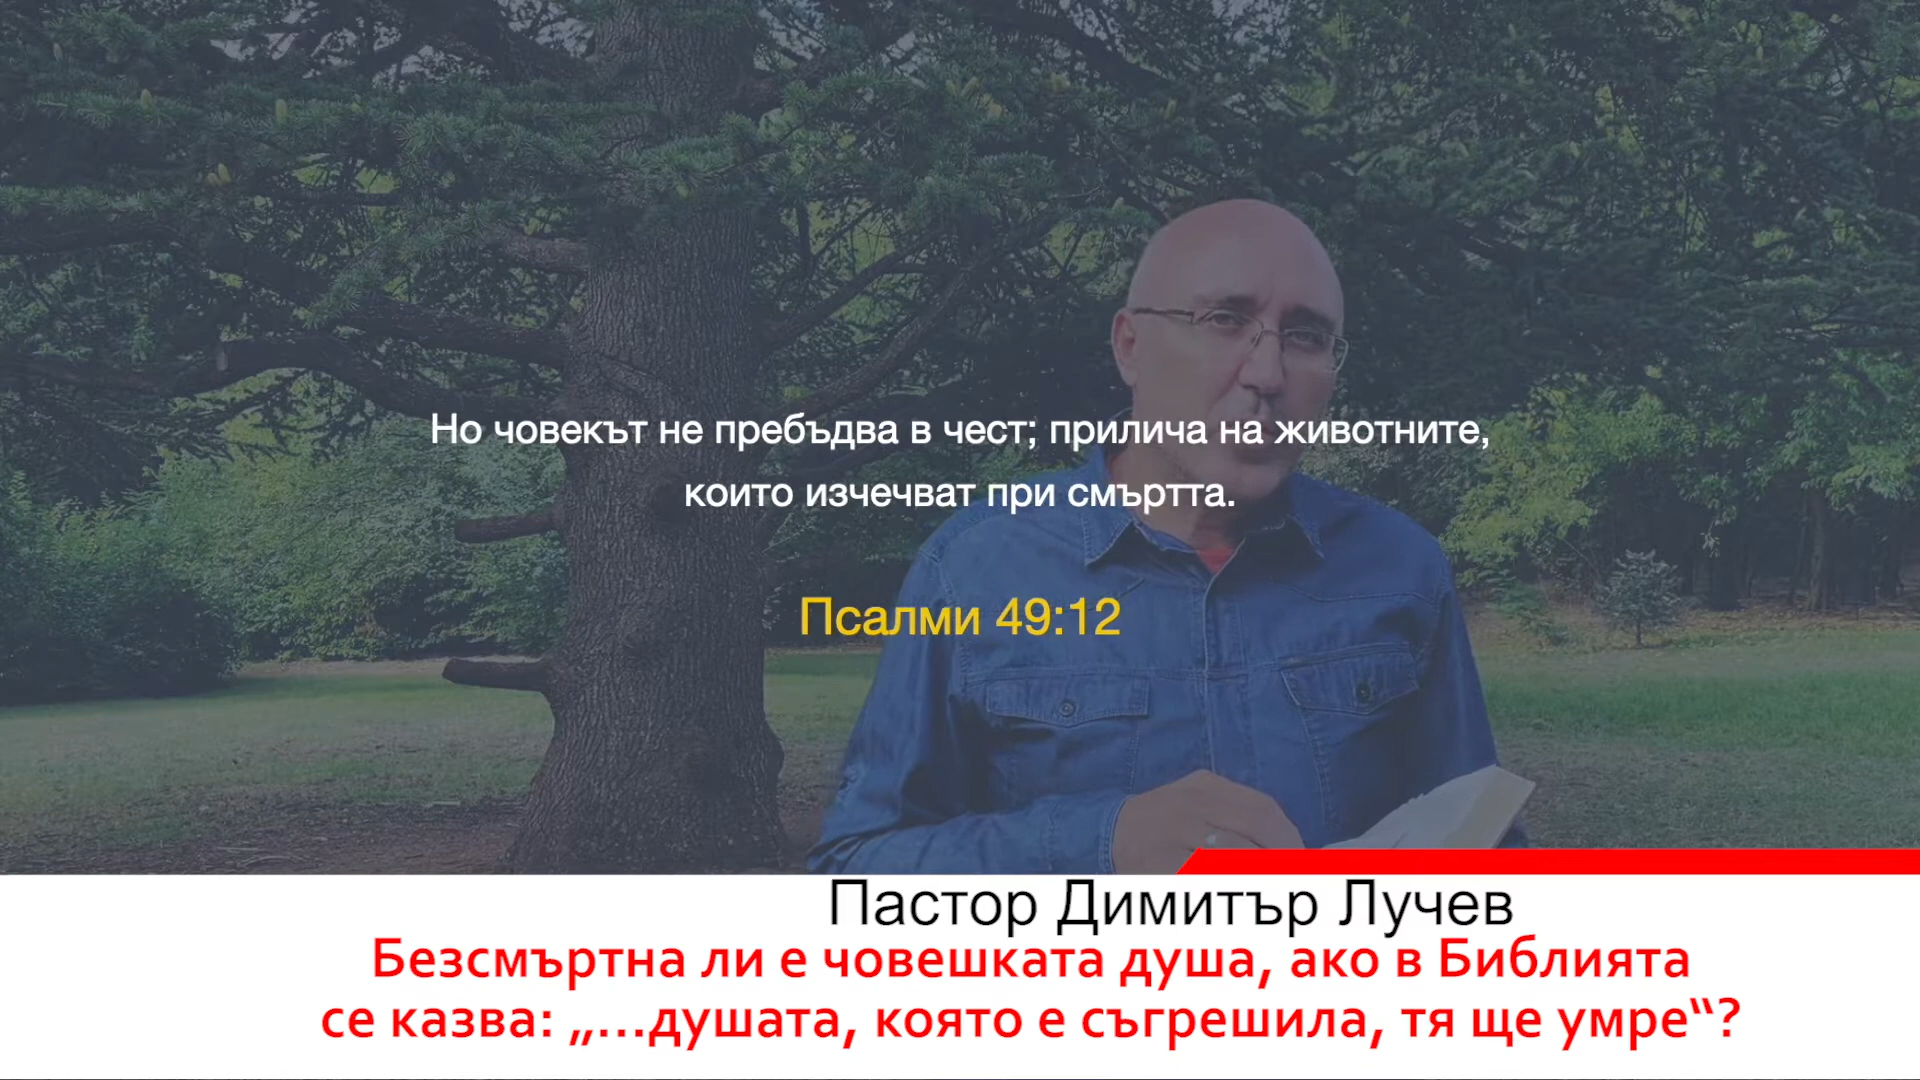 Но човекът не пребъдва в чест; прилича на животните,
които изчечват при смъртта.
Псалми 49:12
Пастор Димитър Лучев
Безсмъртна ли е човешката душа, ако в Библията
се казва: „...душата, която е съгрешила, тя ще умре“?